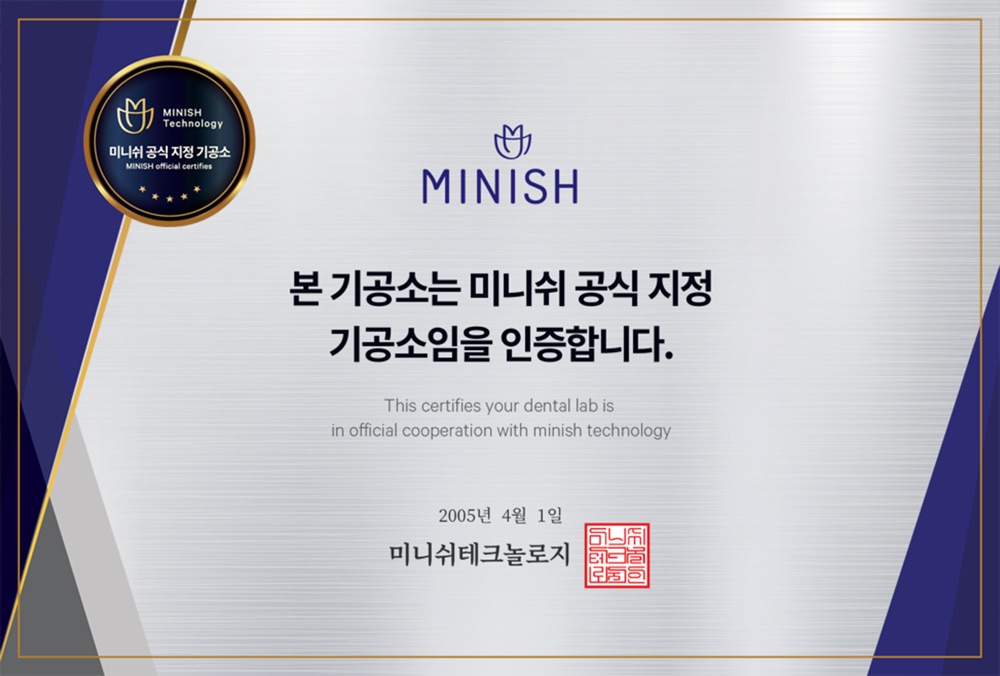 MINISH
Technology
미니쉬 공식 지정 기공소
MINISH official certifies
MINISH
본 기공소는 미니쉬 공식 지정
기공소임을 인증합니다.
This certifies your dental lab is
in official cooperation with minish technology
2005년 4월 1일
미니쉬테크놀로지